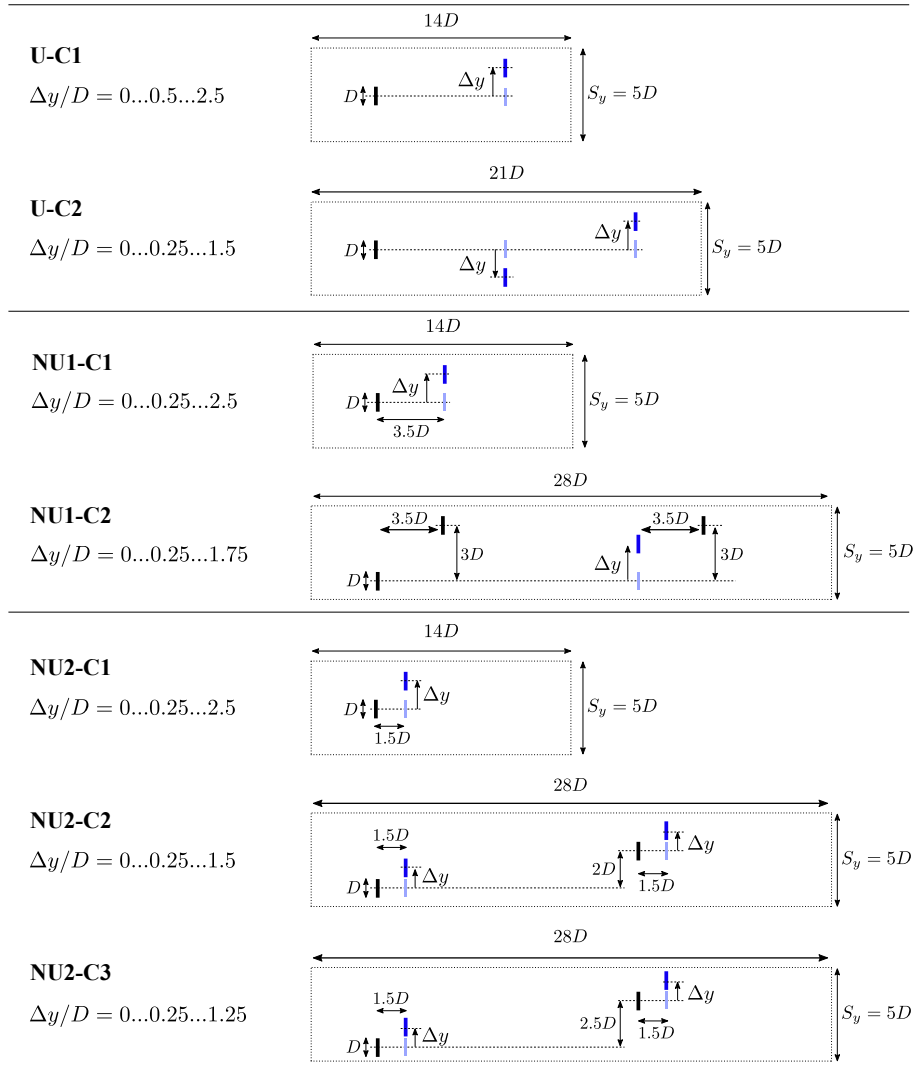 14D
U-C1
Δy/D = 0...0.5...2.5
D
Δy
S_y = 5D
21D
U-C2
Δy/D = 0...0.25...1.5
D
Δy
Δy
S_y = 5D
14D
NU1-C1
Δy/D = 0...0.25...2.5
D
Δy
3.5D
S_y = 5D
28D
NU1-C2
Δy/D = 0...0.25...1.75
3.5D
3D
D
Δy
3.5D
3D
S_y = 5D
14D
NU2-C1
Δy/D = 0...0.25...2.5
D
Δy
1.5D
S_y = 5D
28D
NU2-C2
Δy/D = 0...0.25...1.5
1.5D
D
Δy
2D
Δy
1.5D
S_y = 5D
28D
NU2-C3
Δy/D = 0...0.25...1.25
1.5D
D
Δy
2.5D
Δy
1.5D
S_y = 5D